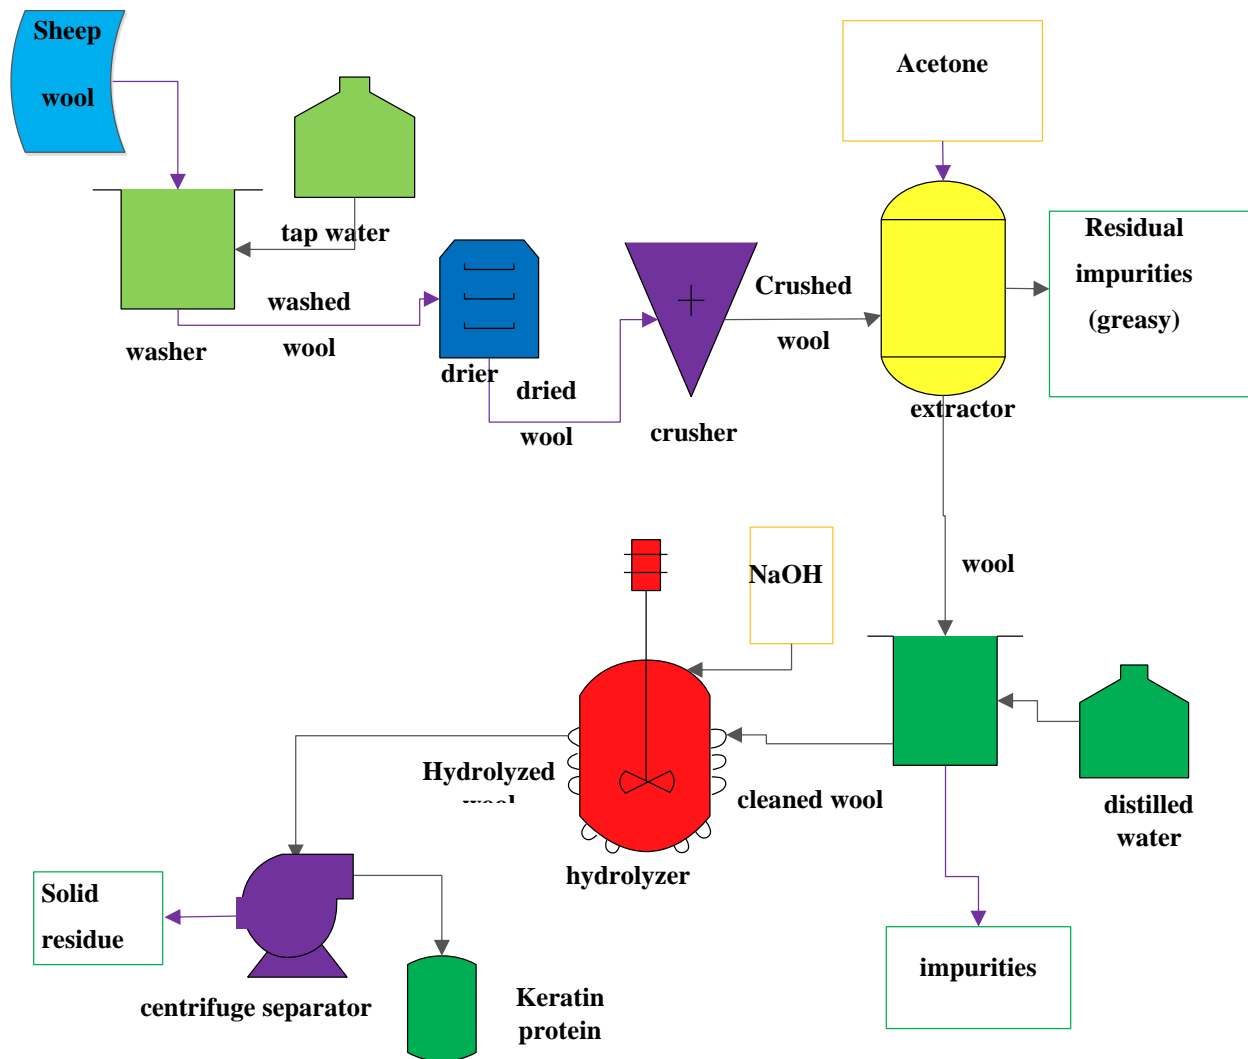 Sheep
wool
tap water
washer
washed
wool
drier
dried
wool
crusher
Crushed
wool
Acetone
extractor
Residual
impurities
(greasy)
wool
distilled
water
impurities
cleaned wool
NaOH
hydrolyzer
Hydrolyzed
wool
centrifuge separator
Solid
residue
Keratin
protein